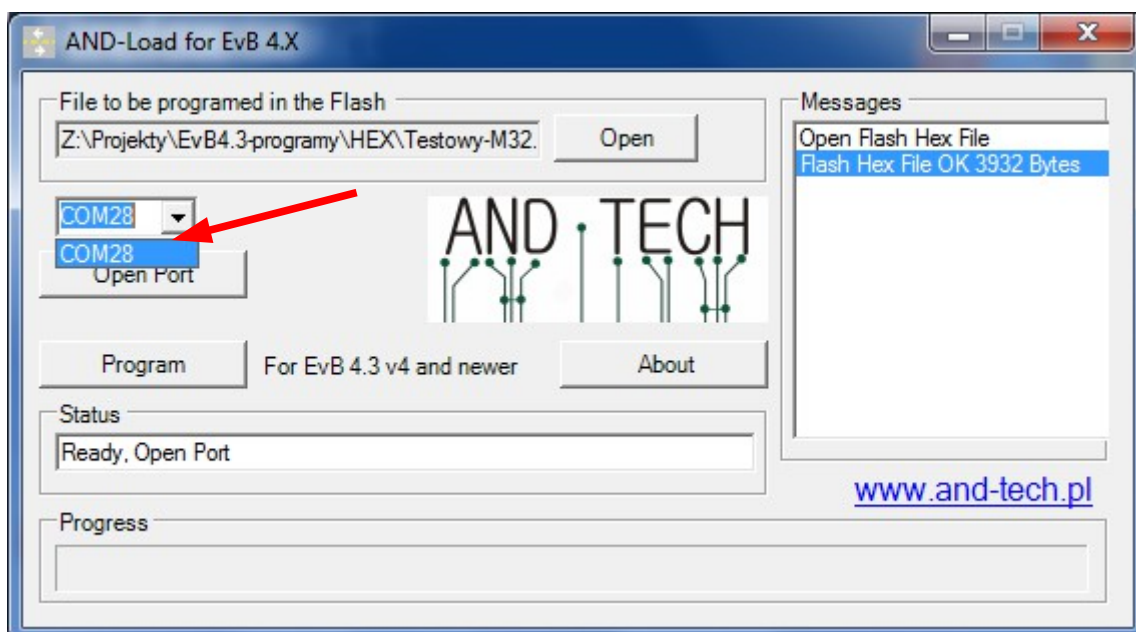 AND-Load for EvB 4.X
File to be programed in the Flash
Z:\Projekty\EvB4.3-programy\HEX\Testowy-M32.
Open
Messages
Open Flash Hex File
Flash Hex File OK 3932 Bytes
COM28
COM28
Open Port
AND TECH
Program
For EvB 4.3 v4 and newer
About
Status
Ready, Open Port
www.and-tech.pl
Progress